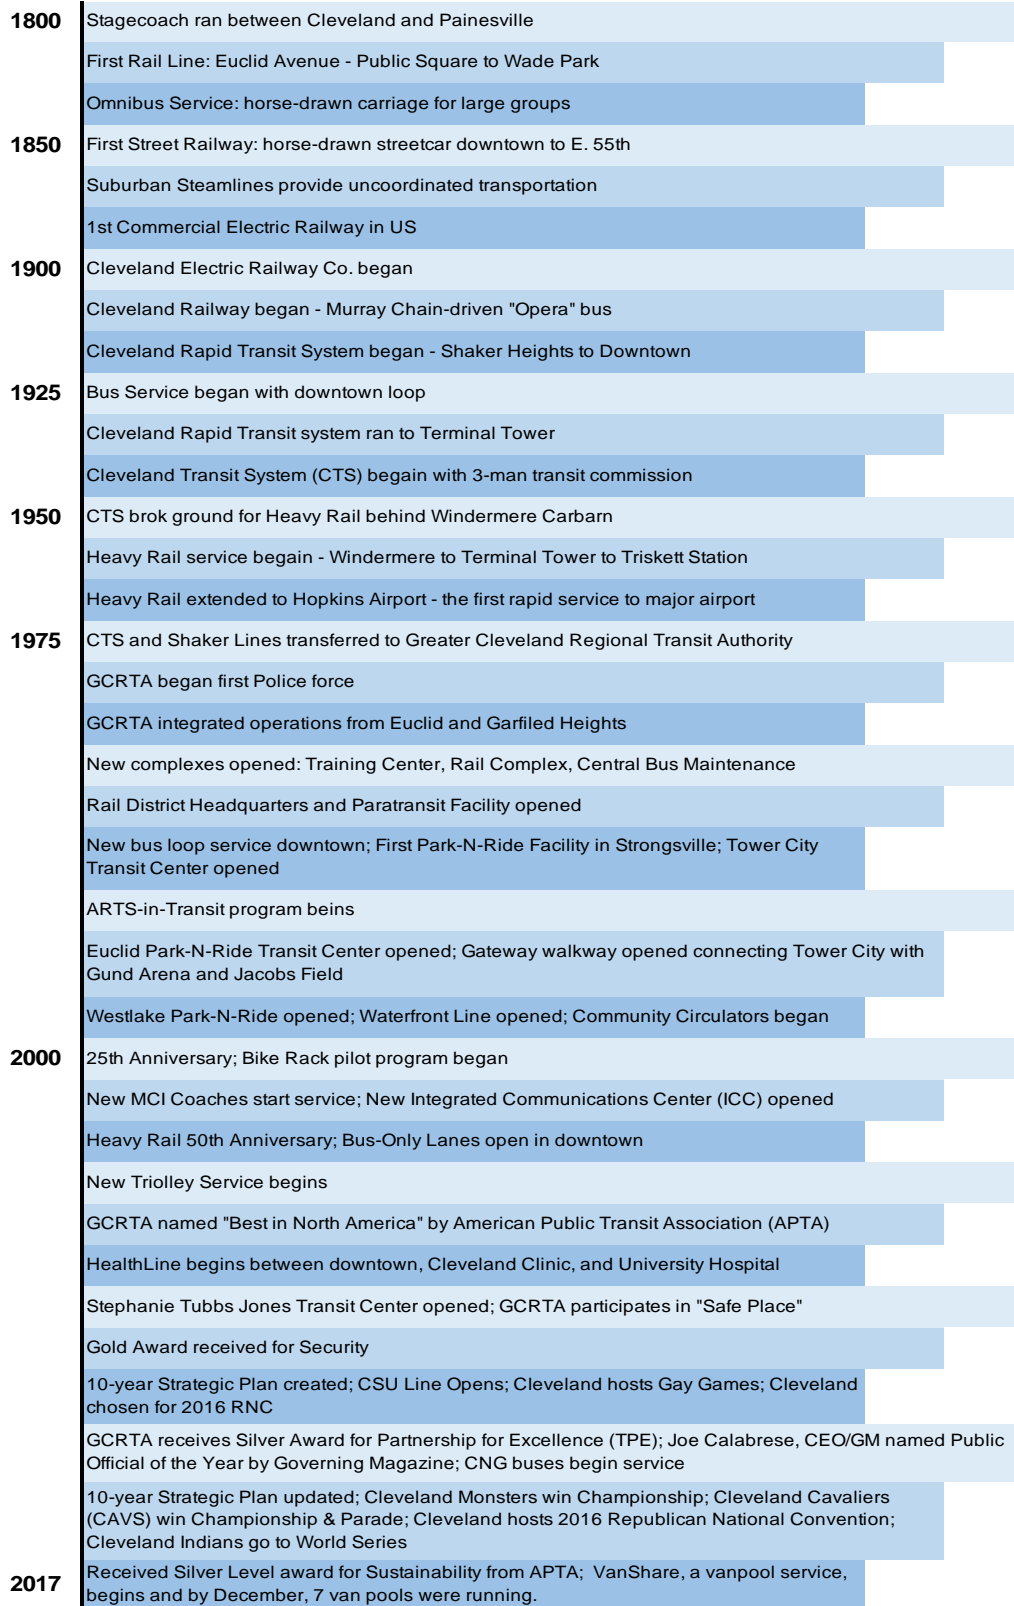 1800 Stagecoach ran between Cleveland and Painesville
First Rail Line: Euclid Avenue - Public Square to Wade Park
Omnibus Service: horse-drawn carriage for large groups
1850 First Street Railway: horse-drawn streetcar downtown to E. 55th
Suburban Steamlines provide uncoordinated transportation
1st Commercial Electric Railway in US
1900 Cleveland Electric Railway Co. began
Cleveland Railway began - Murray Chain-driven "Opera" bus
Cleveland Rapid Transit System began - Shaker Heights to Downtown
1925 Bus Service began with downtown loop
Cleveland Rapid Transit system ran to Terminal Tower
Cleveland Transit System (CTS) begain with 3-man transit commission
1950 CTS brok ground for Heavy Rail behind Windermere Carbarn
Heavy Rail service begain - Windermere to Terminal Tower to Triskett Station
Heavy Rail extended to Hopkins Airport - the first rapid service to major airport
1975 CTS and Shaker Lines transferred to Greater Cleveland Regional Transit Authority
GCRTA began first Police force
GCRTA integrated operations from Euclid and Garfiled Heights
New complexes opened: Training Center, Rail Complex, Central Bus Maintenance
Rail District Headquarters and Paratransit Facility opened
New bus loop service downtown; First Park-N-Ride Facility in Strongsville; Tower City
Transit Center opened
ARTS-in-Transit program beins
Euclid Park-N-Ride Transit Center opened; Gateway walkway opened connecting Tower City with
Gund Arena and Jacobs Field
Westlake Park-N-Ride opened; Waterfront Line opened; Community Circulators began
2000 25th Anniversary; Bike Rack pilot program began
New MCI Coaches start service; New Integrated Communications Center (ICC) opened
Heavy Rail 50th Anniversary; Bus-Only Lanes open in downtown
New Triolley Service begins
GCRTA named "Best in North America" by American Public Transit Association (APTA)
HealthLine begins between downtown, Cleveland Clinic, and University Hospital
Stephanie Tubbs Jones Transit Center opened; GCRTA participates in "Safe Place"
Gold Award received for Security
10-year Strategic Plan created; CSU Line Opens; Cleveland hosts Gay Games; Cleveland
chosen for 2016 RNC
GCRTA receives Silver Award for Partnership for Excellence (TPE); Joe Calabrese, CEO/GM named Public
Official of the Year by Governing Magazine; CNG buses begin service
10-year Strategic Plan updated; Cleveland Monsters win Championship; Cleveland Cavaliers
(CAVS) win Championship & Parade; Cleveland hosts 2016 Republican National Convention;
Cleveland Indians go to World Series
2017 Received Silver Level award for Sustainability from APTA; VanShare, a vanpool service,
begins and by December, 7 van pools were running.